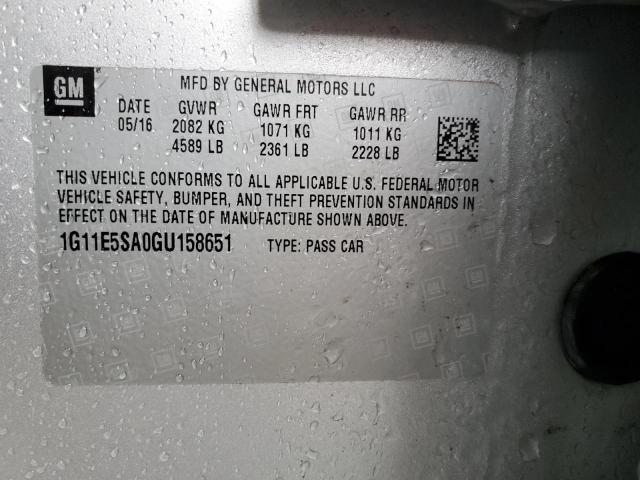 GM
MFD BY GENERAL MOTORS LLC
DATE GVWR GAWR FRT GAWR RR
05/16 2082 KG 1071 KG 1011 KG
4589 LB 2361 LB 2228 LB
THIS VEHICLE CONFORMS TO ALL APPLICABLE U.S. FEDERAL MOTOR
VEHICLE SAFETY, BUMPER, AND THEFT PREVENTION STANDARDS IN
EFFECT ON THE DATE OF MANUFACTURE SHOWN ABOVE.
1G11E5SA0GU158651 TYPE: PASS CAR